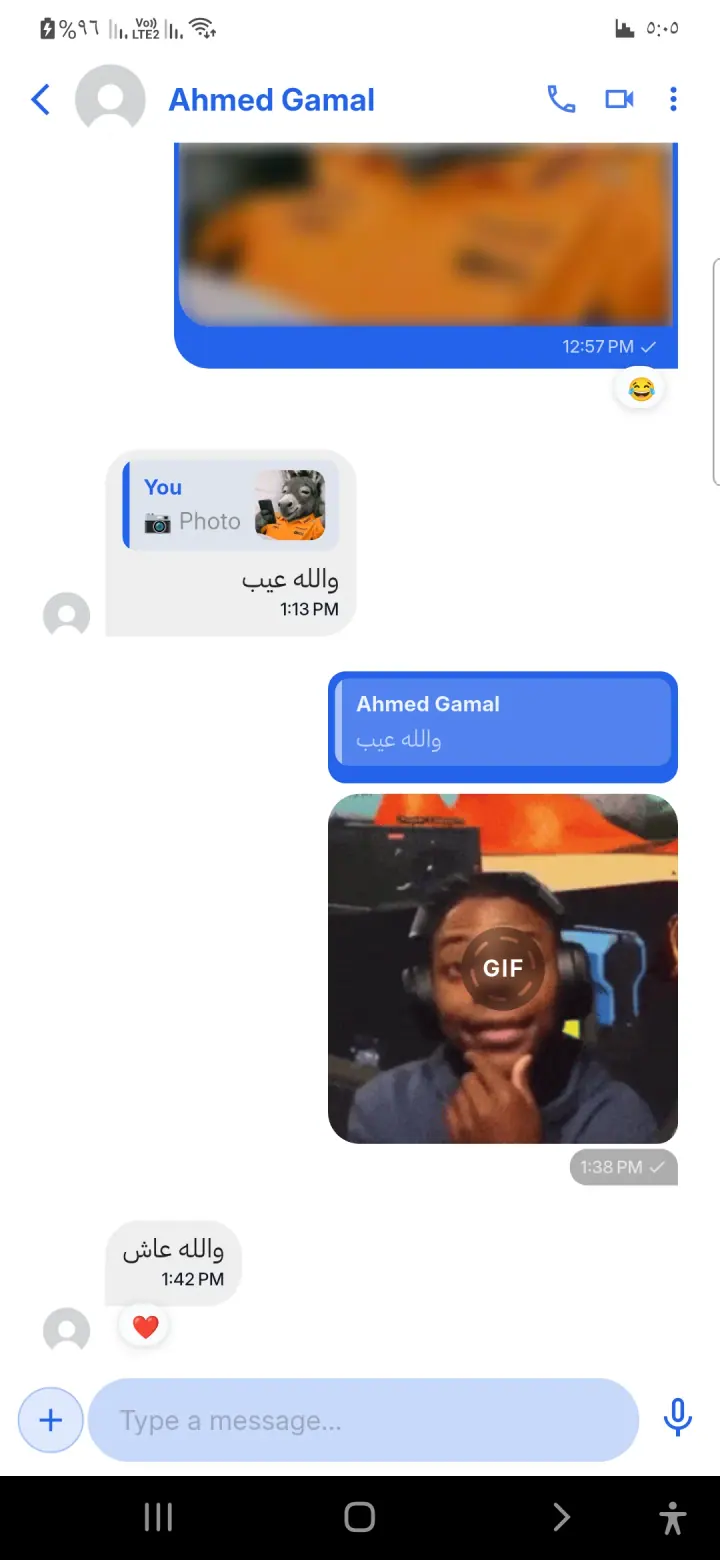 %٩٦ Vo)) LTE2 ٥:٠٥
Ahmed Gamal
12:57 PM
😂
You
📷 Photo
والله عيب
1:13 PM
Ahmed Gamal
والله عيب
GIF
1:38 PM
والله عاش
1:42 PM
❤️
Type a message...